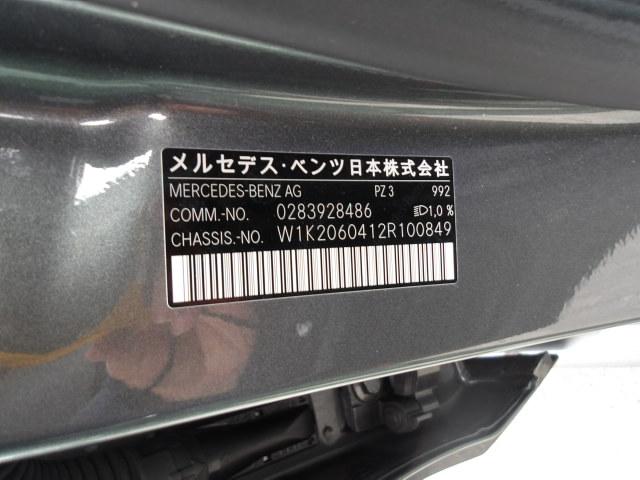 メルセデス・ベンツ日本株式会社
MERCEDES-BENZ AG PZ 3 992
COMM.-NO. 0283928486 1,0 %
CHASSIS.-NO. W1K2060412R100849